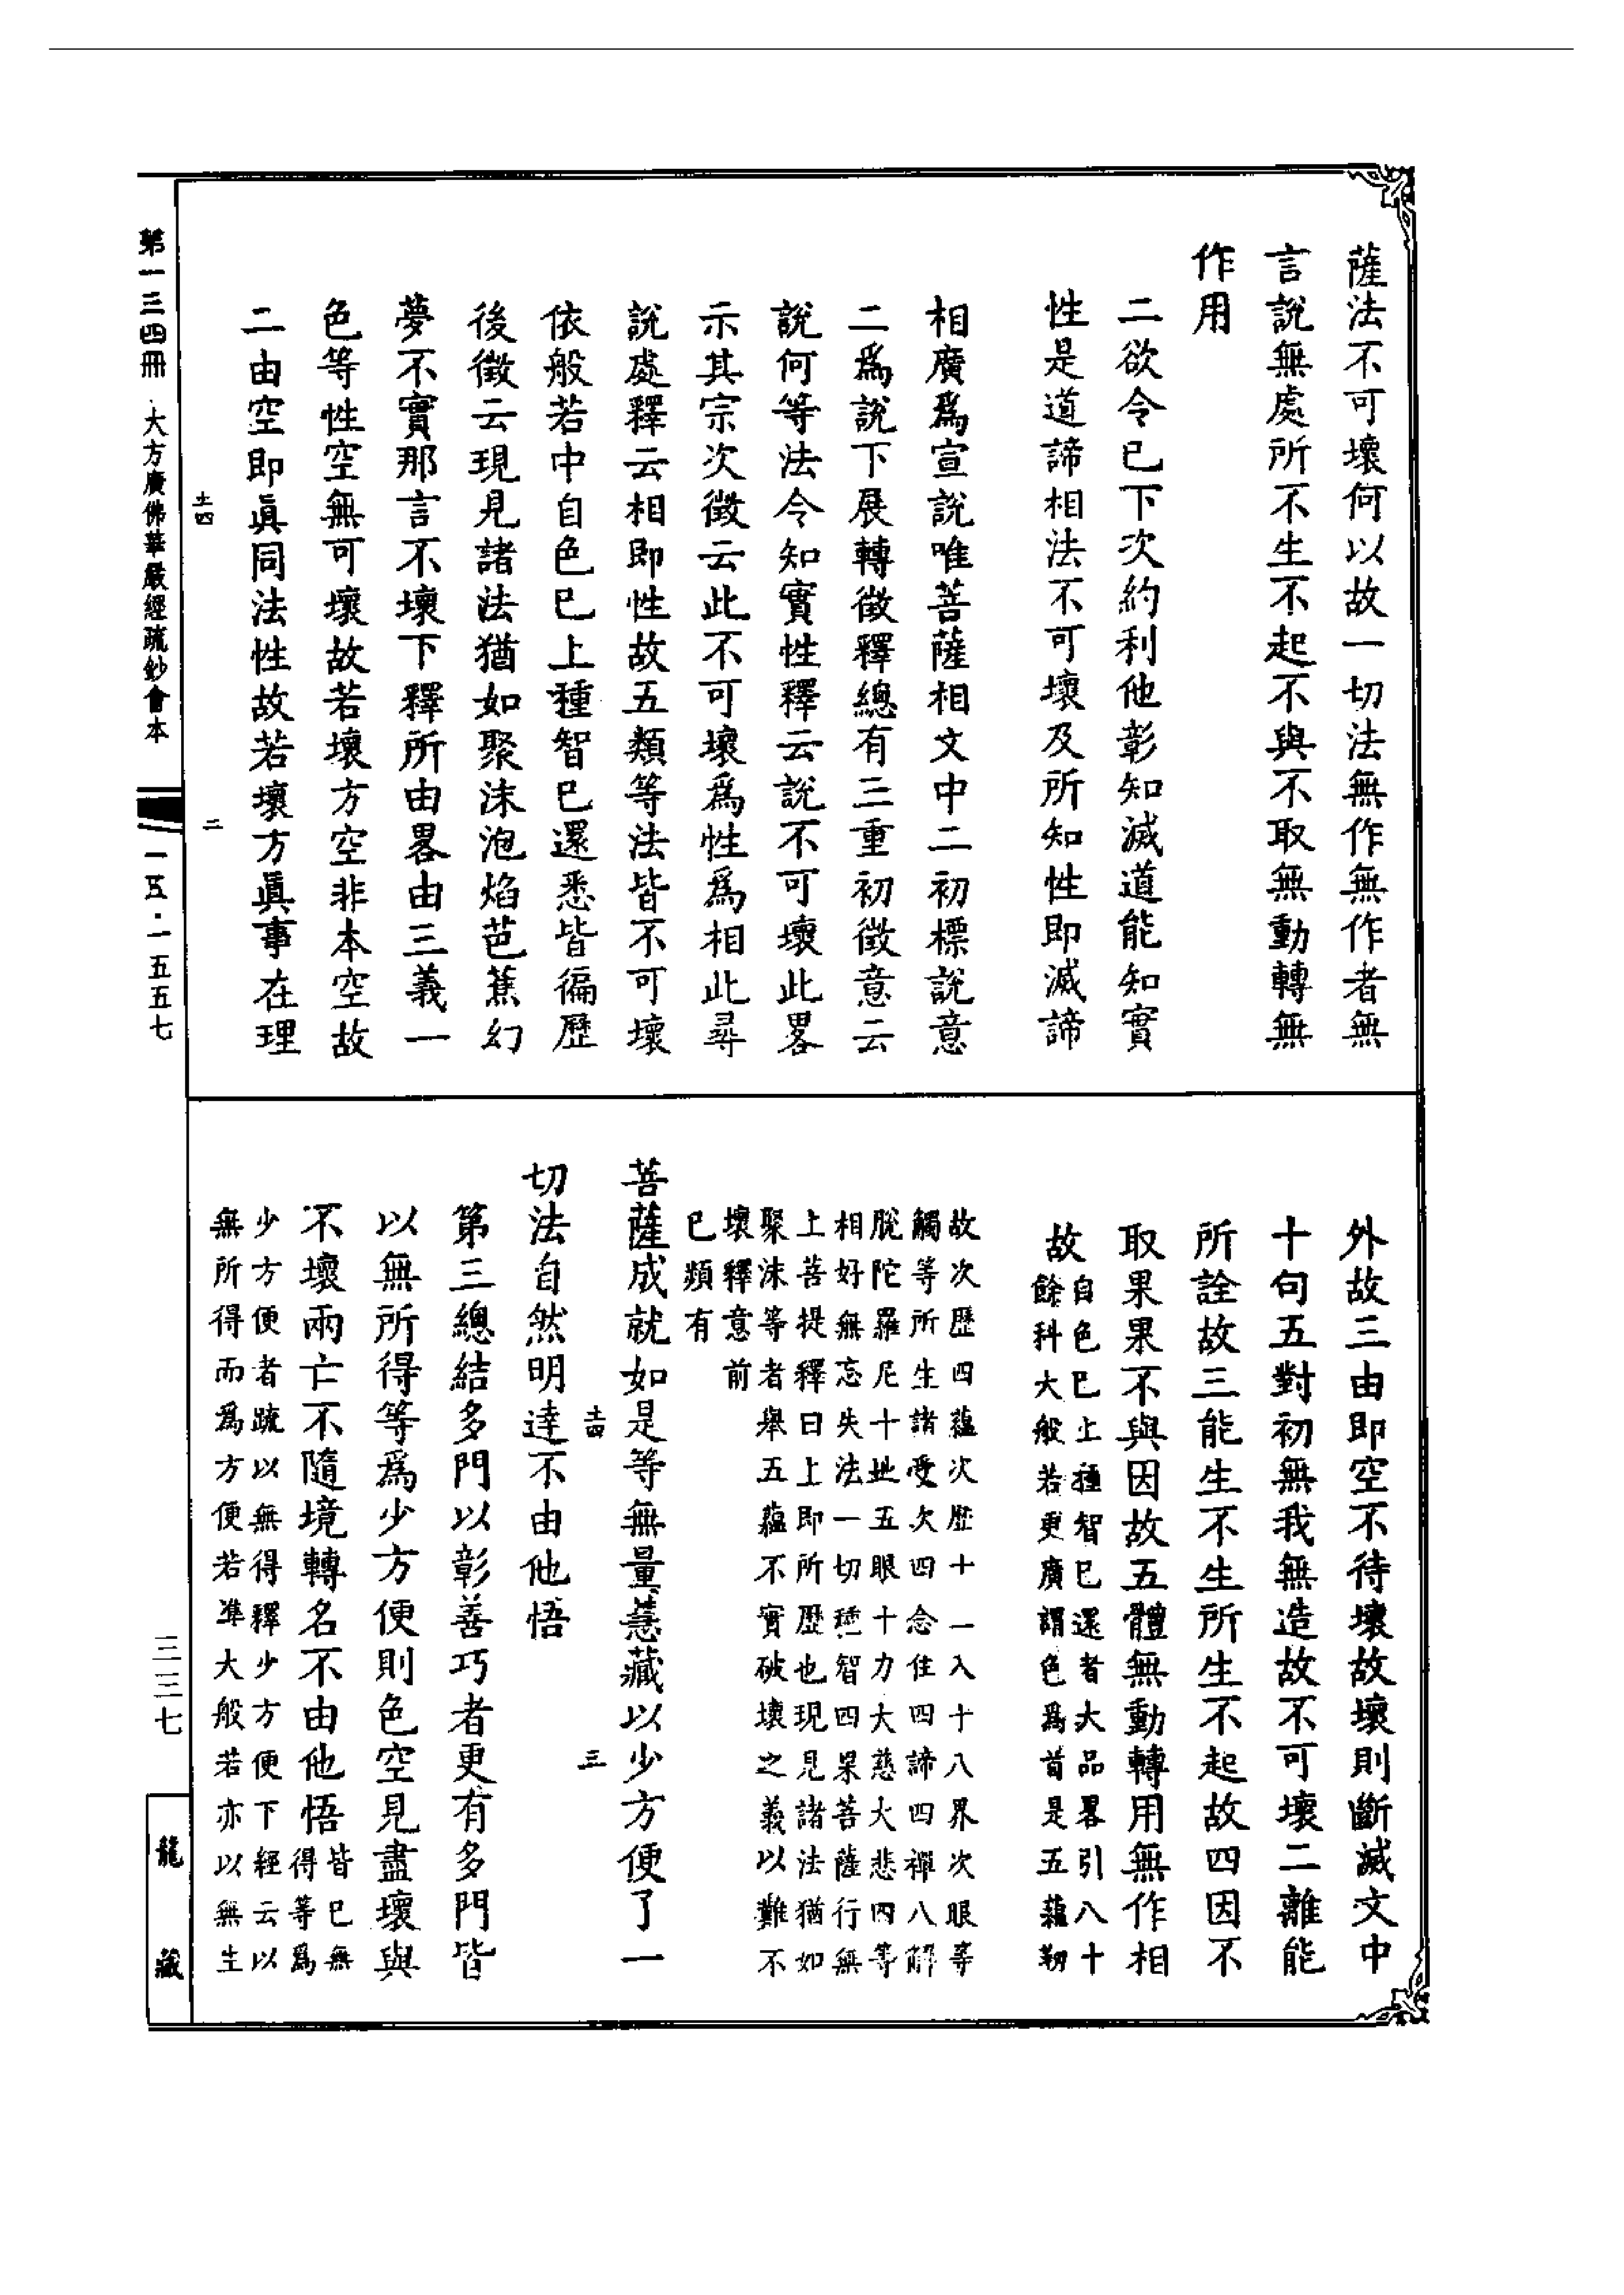 薩法不可壞何以故一切法無作無作者無
言說無處所不生不起不與不取無動轉無
作用
二欲令已下次約利他彰知滅道能知實
性是道諦相法不可壞及所知性即滅諦
相廣爲宣說唯菩薩相文中二初標說意
二爲說下展轉徵釋總有三重初徵意云
說何等法令知實性釋云說不可壞此畧
示其宗次徵云此不可壞爲性爲相此尋
說處釋云相即性故五類等法皆不可壞
依般若中自色已上種智已還悉皆徧歷
後徵云現見諸法猶如聚沫泡焰芭蕉幻
夢不實那言不壞下釋所由畧由三義一
色等性空無可壞故若壞方空非本空故
二由空即眞同法性故若壞方眞事在理
土四
二
第一三四冊 大方廣佛華嚴經疏鈔會本
一五五·一五五七
外故三由即空不待壞故壞則斷滅文中
十句五對初無我無造故不可壞二離能
所詮故三能生不生所生不起故四因不
取果果不與因故五體無動轉用無作相
故
自色已上種智已還者大品畧引八十
餘科大般若更廣謂色爲首是五蘊初
故次歷四蘊次歷十一入十八界次眼等
觸等所生諸受次四念住四諦四禪八解
脫陀羅尼十地五眼十力大慈大悲四等
相好無忘失法一切種智四果菩薩行無
上菩提釋曰上即所歷也現見諸法猶如
聚沫等者舉五蘊不實破壞之義以難不
壞釋意前
已頻有
菩薩成就如是等無量慧藏以少方便了一
土四
三
切法自然明達不由他悟
第三總結多門以彰善巧者更有多門皆
以無所得等爲少方便則色空見盡壞與
不壞兩亡不隨境轉名不由他悟
皆已無
得等爲
少方便者疏以無得釋少方便下經云以
無所得而爲方便若準大般若亦以無生
三三七
龍藏